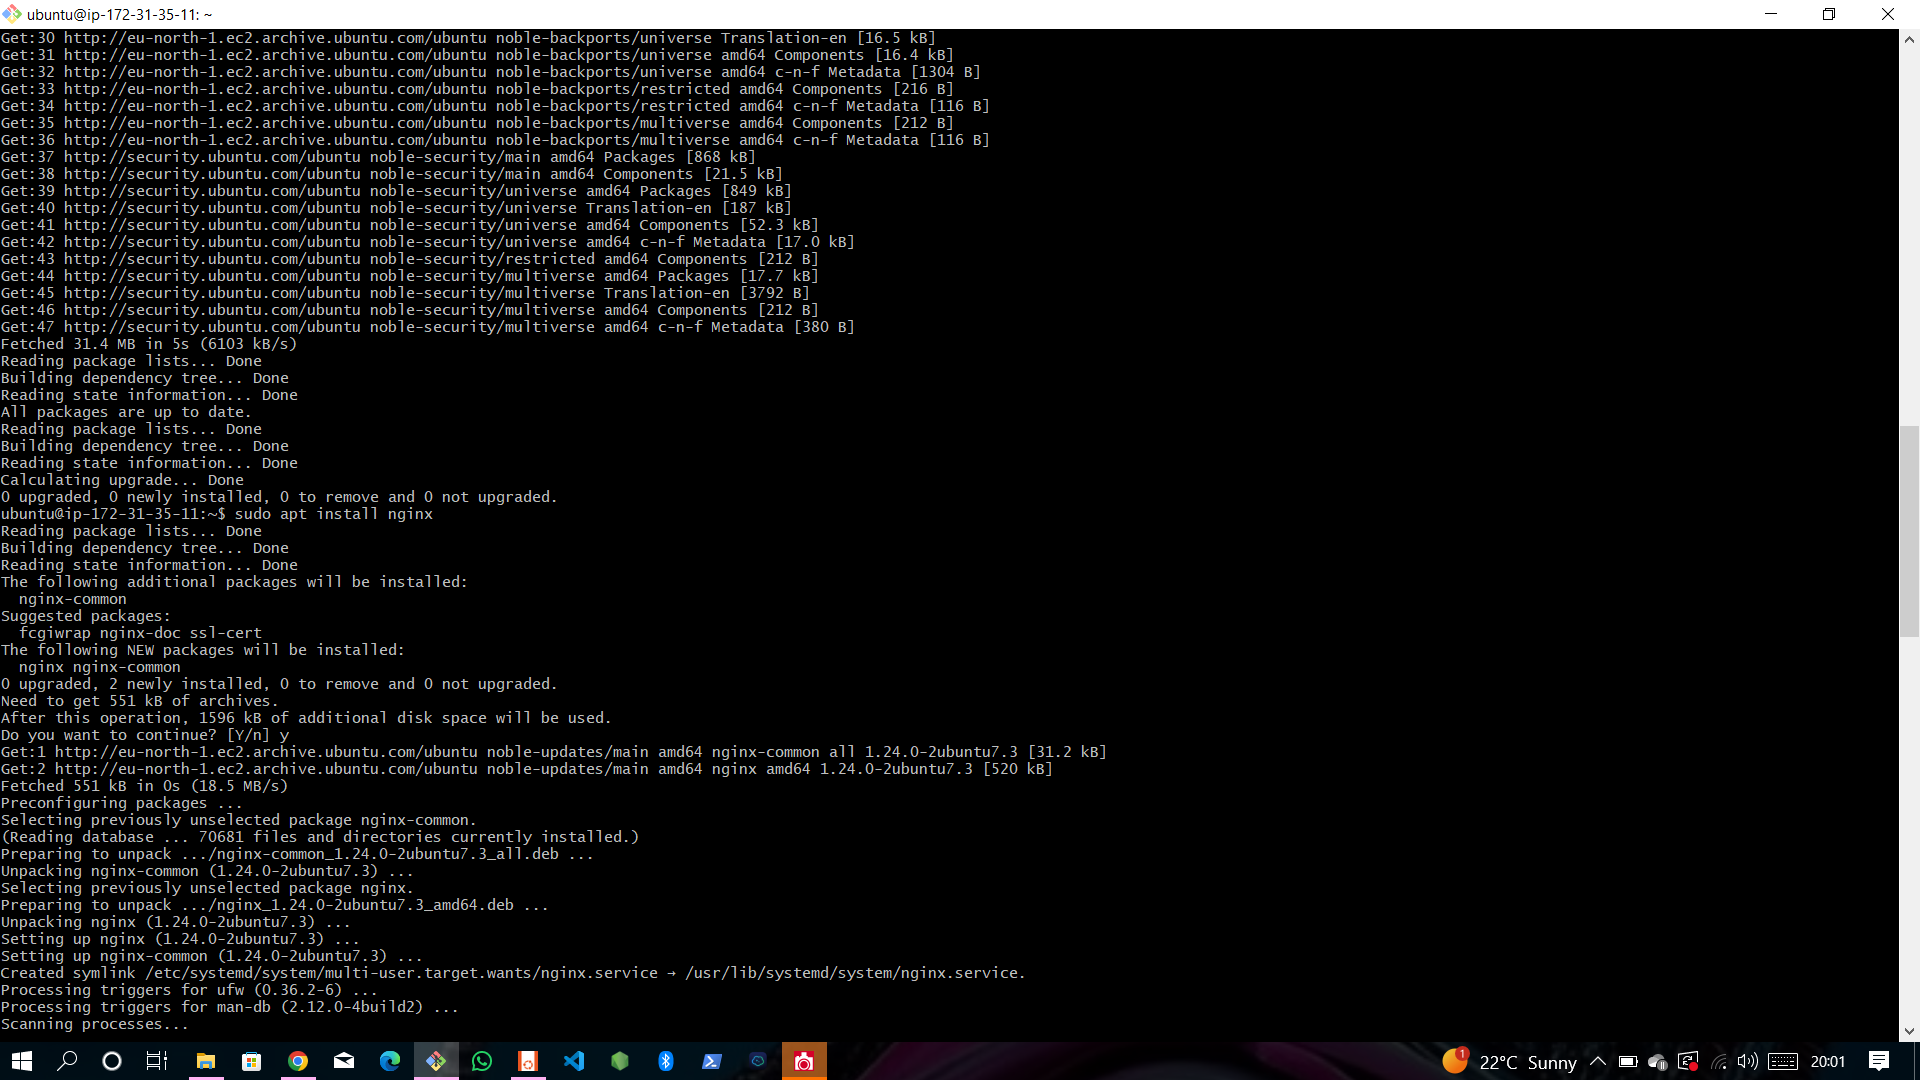 ubuntu@ip-172-31-35-11: ~
Get:30 http://eu-north-1.ec2.archive.ubuntu.com/ubuntu noble-backports/universe Translation-en [16.5 kB]
Get:31 http://eu-north-1.ec2.archive.ubuntu.com/ubuntu noble-backports/universe amd64 Components [16.4 kB]
Get:32 http://eu-north-1.ec2.archive.ubuntu.com/ubuntu noble-backports/universe amd64 c-n-f Metadata [1304 B]
Get:33 http://eu-north-1.ec2.archive.ubuntu.com/ubuntu noble-backports/restricted amd64 Components [216 B]
Get:34 http://eu-north-1.ec2.archive.ubuntu.com/ubuntu noble-backports/restricted amd64 c-n-f Metadata [116 B]
Get:35 http://eu-north-1.ec2.archive.ubuntu.com/ubuntu noble-backports/multiverse amd64 Components [212 B]
Get:36 http://eu-north-1.ec2.archive.ubuntu.com/ubuntu noble-backports/multiverse amd64 c-n-f Metadata [116 B]
Get:37 http://security.ubuntu.com/ubuntu noble-security/main amd64 Packages [868 kB]
Get:38 http://security.ubuntu.com/ubuntu noble-security/main amd64 Components [21.5 kB]
Get:39 http://security.ubuntu.com/ubuntu noble-security/universe amd64 Packages [849 kB]
Get:40 http://security.ubuntu.com/ubuntu noble-security/universe Translation-en [187 kB]
Get:41 http://security.ubuntu.com/ubuntu noble-security/universe amd64 Components [52.3 kB]
Get:42 http://security.ubuntu.com/ubuntu noble-security/universe amd64 c-n-f Metadata [17.0 kB]
Get:43 http://security.ubuntu.com/ubuntu noble-security/restricted amd64 Components [212 B]
Get:44 http://security.ubuntu.com/ubuntu noble-security/multiverse amd64 Packages [17.7 kB]
Get:45 http://security.ubuntu.com/ubuntu noble-security/multiverse Translation-en [3792 B]
Get:46 http://security.ubuntu.com/ubuntu noble-security/multiverse amd64 Components [212 B]
Get:47 http://security.ubuntu.com/ubuntu noble-security/multiverse amd64 c-n-f Metadata [380 B]
Fetched 31.4 MB in 5s (6103 kB/s)
Reading package lists... Done
Building dependency tree... Done
Reading state information... Done
All packages are up to date.
Reading package lists... Done
Building dependency tree... Done
Reading state information... Done
Calculating upgrade... Done
0 upgraded, 0 newly installed, 0 to remove and 0 not upgraded.
ubuntu@ip-172-31-35-11:~$ sudo apt install nginx
Reading package lists... Done
Building dependency tree... Done
Reading state information... Done
The following additional packages will be installed:
  nginx-common
Suggested packages:
  fcgiwrap nginx-doc ssl-cert
The following NEW packages will be installed:
  nginx nginx-common
0 upgraded, 2 newly installed, 0 to remove and 0 not upgraded.
Need to get 551 kB of archives.
After this operation, 1596 kB of additional disk space will be used.
Do you want to continue? [Y/n] y
Get:1 http://eu-north-1.ec2.archive.ubuntu.com/ubuntu noble-updates/main amd64 nginx-common all 1.24.0-2ubuntu7.3 [31.2 kB]
Get:2 http://eu-north-1.ec2.archive.ubuntu.com/ubuntu noble-updates/main amd64 nginx amd64 1.24.0-2ubuntu7.3 [520 kB]
Fetched 551 kB in 0s (18.5 MB/s)
Preconfiguring packages ...
Selecting previously unselected package nginx-common.
(Reading database ... 70681 files and directories currently installed.)
Preparing to unpack .../nginx-common_1.24.0-2ubuntu7.3_all.deb ...
Unpacking nginx-common (1.24.0-2ubuntu7.3) ...
Selecting previously unselected package nginx.
Preparing to unpack .../nginx_1.24.0-2ubuntu7.3_amd64.deb ...
Unpacking nginx (1.24.0-2ubuntu7.3) ...
Setting up nginx (1.24.0-2ubuntu7.3) ...
Setting up nginx-common (1.24.0-2ubuntu7.3) ...
Created symlink /etc/systemd/system/multi-user.target.wants/nginx.service → /usr/lib/systemd/system/nginx.service.
Processing triggers for ufw (0.36.2-6) ...
Processing triggers for man-db (2.12.0-4build2) ...
Scanning processes...
1 22°C Sunny 20:01